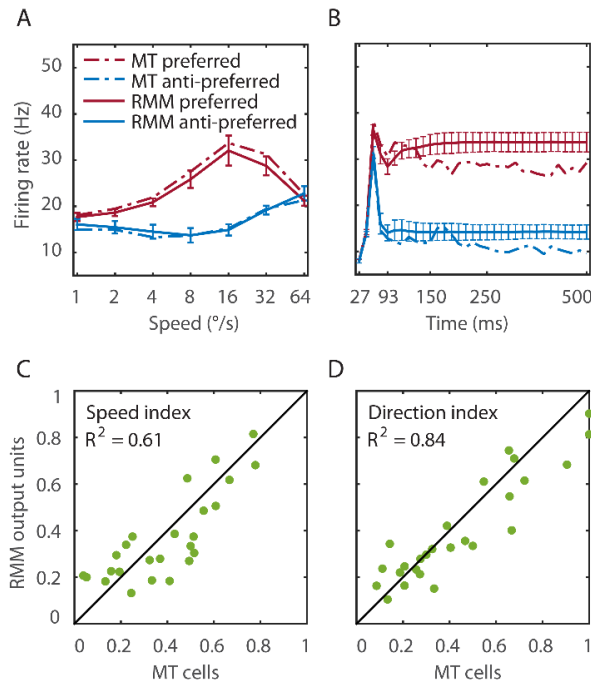 A
B
50
40
30
20
10
Firing rate (Hz)
MT preferred
MT anti-preferred
RMM preferred
RMM anti-preferred
1 2 4 8 16 32 64
Speed (°/s)
27 93 150 250 500
Time (ms)
C
D
1
0.8
0.6
0.4
0.2
0
RMM output units
Speed index
R² = 0.61
Direction index
R² = 0.84
0 0.2 0.4 0.6 0.8 1
0 0.2 0.4 0.6 0.8 1
MT cells
MT cells